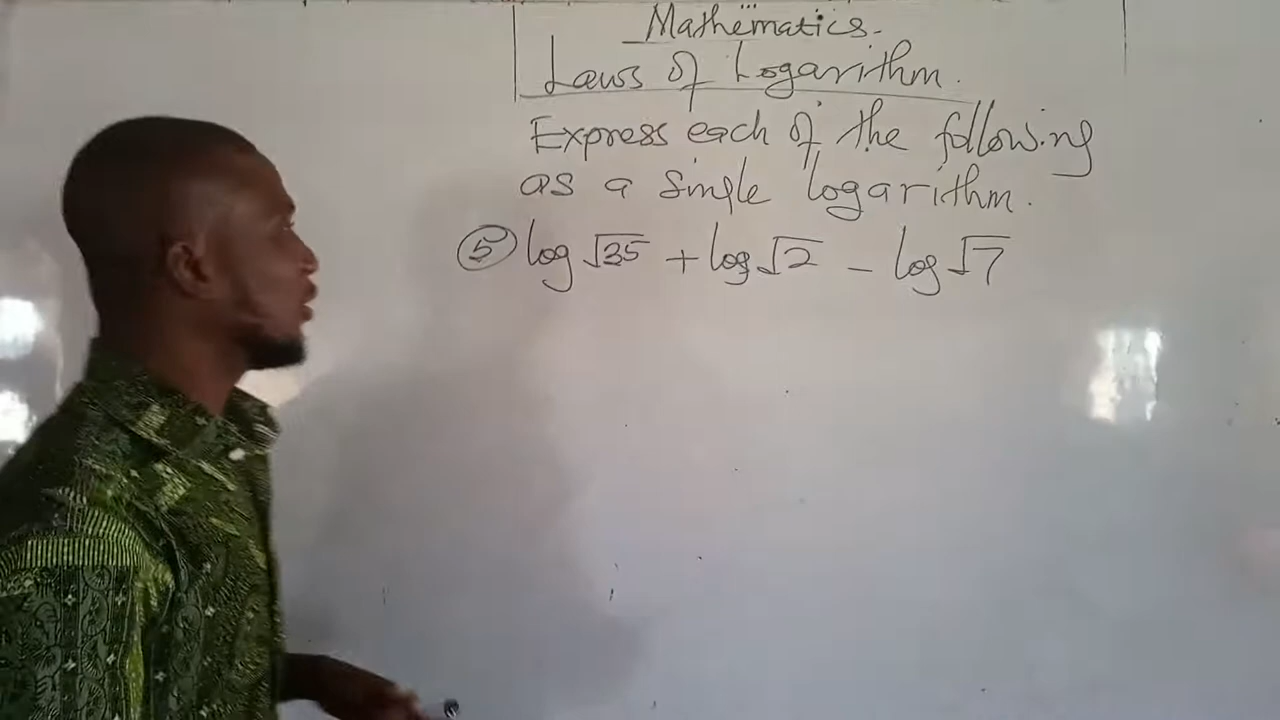 Mathematics.
Laws of Logarithm.
Express each of the following
as a single logarithm.
⑤ log √35 + log √2 - log √7